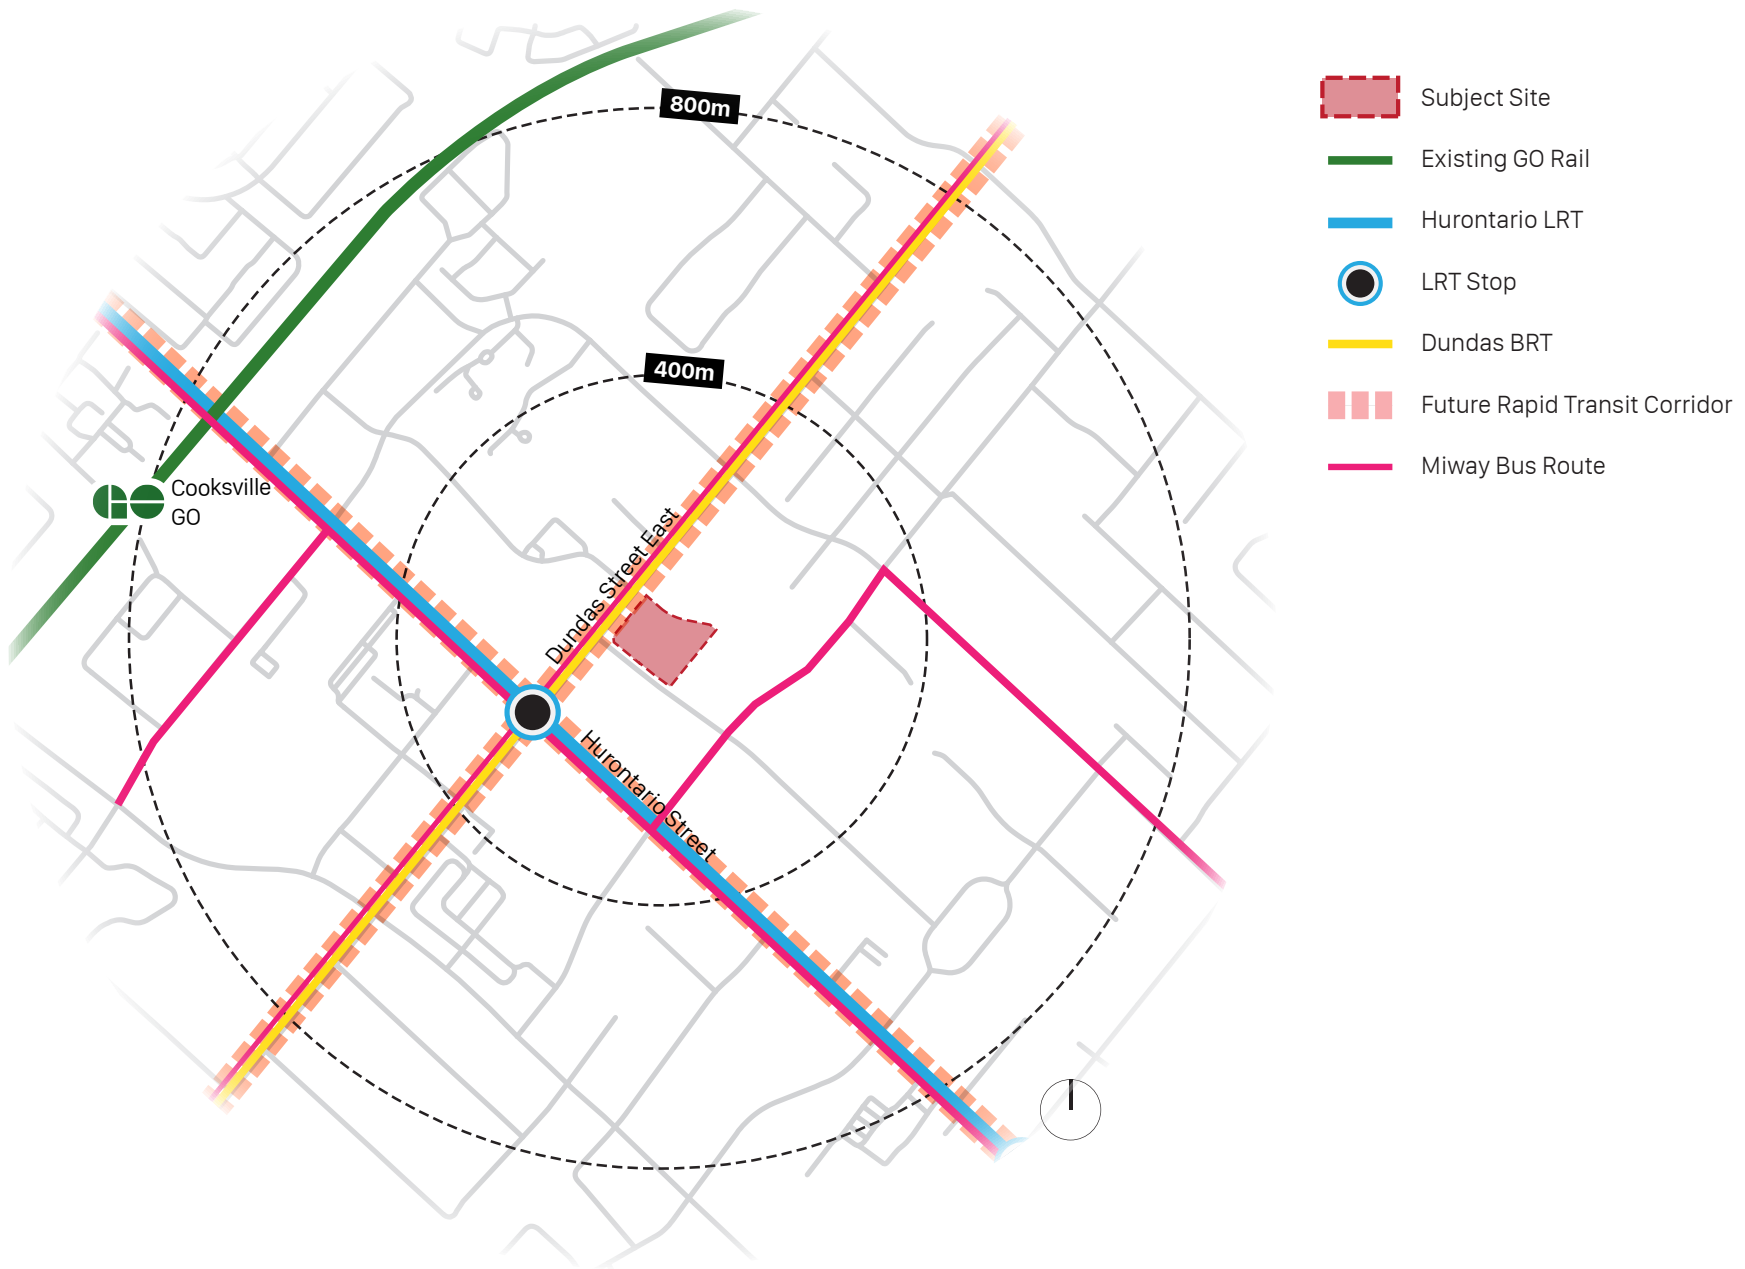 800m
400m
Cooksville
GO
Dundas Street East
Hurontario Street
Subject Site
Existing GO Rail
Hurontario LRT
LRT Stop
Dundas BRT
Future Rapid Transit Corridor
Miway Bus Route